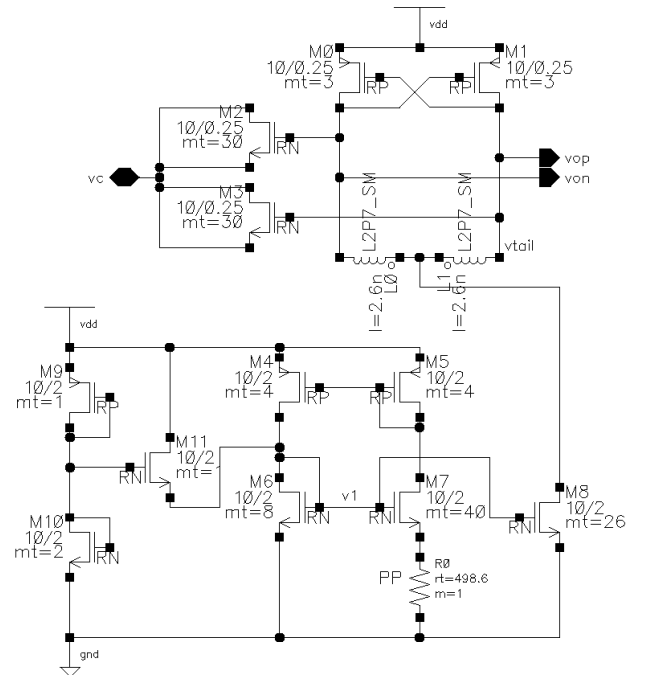 vdd
M0
10/0.25
mt=3
RP
M1
10/0.25
mt=3
RP
M2
10/0.25
mt=30
RN
vc
M3
10/0.25
mt=30
RN
vop
von
L2P7_SM
L2P7_SM
vtail
L0
l=2.6n
L1
l=2.6n
vdd
M9
10/2
mt=1
RP
M4
10/2
mt=4
RP
M5
10/2
mt=4
RP
M11
10/2
mt=
RN
M6
10/2
mt=8
RN
v1
M7
10/2
mt=40
RN
M8
10/2
mt=26
RN
M10
10/2
mt=2
RN
PP
R0
rt=498.6
m=1
gnd